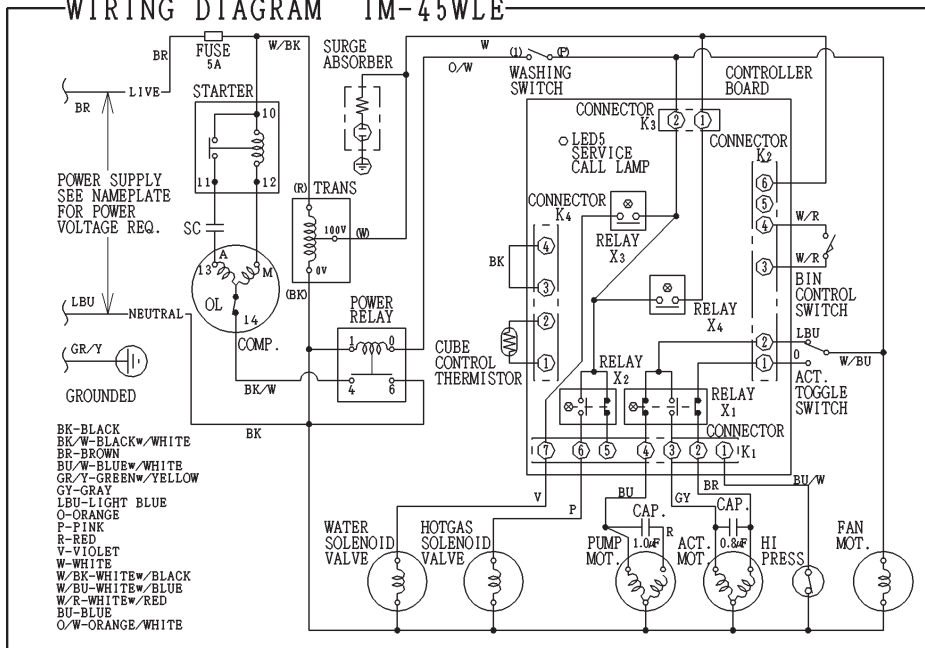 WIRING DIAGRAM IM-45WLE
BR
FUSE
5A
W/BK
SURGE
ABSORBER
W
O/W
(1)
(P)
WASHING
SWITCH
CONTROLLER
BOARD
BR
LIVE
STARTER
10
11
12
CONNECTOR
K3
2
1
LED5
SERVICE
CALL LAMP
CONNECTOR
K2
6
5
4
3
2
1
W/R
W/R
BIN
CONTROL
SWITCH
POWER SUPPLY
SEE NAMEPLATE
FOR POWER
VOLTAGE REQ.
SC
(R)
TRANS
100V
(W)
0V
(BK)
CONNECTOR
K4
4
3
2
1
BK
RELAY
X3
RELAY
X4
13
A
M
OL
14
COMP.
LBU
NEUTRAL
POWER
RELAY
1
0
4
6
CUBE
CONTROL
THERMISTOR
LBU
O
W/BU
ACT.
TOGGLE
SWITCH
GR/Y
GROUNDED
BK/W
BK
RELAY
X2
RELAY
X1
CONNECTOR
K1
7
6
5
4
3
2
1
BK-BLACK
BK/W-BLACKw/WHITE
BR-BROWN
BU/W-BLUEw/WHITE
GR/Y-GREENw/YELLOW
GY-GRAY
LBU-LIGHT BLUE
O-ORANGE
P-PINK
R-RED
V-VIOLET
W-WHITE
W/BK-WHITEw/BLACK
W/BU-WHITEw/BLUE
W/R-WHITEw/RED
BU-BLUE
O/W-ORANGE/WHITE
V
P
BU
GY
BR
BU/W
WATER
SOLENOID
VALVE
HOTGAS
SOLENOID
VALVE
PUMP
MOT.
CAP.
1.0μF
R
ACT.
MOT.
CAP.
0.8μF
HI
PRESS
FAN
MOT.